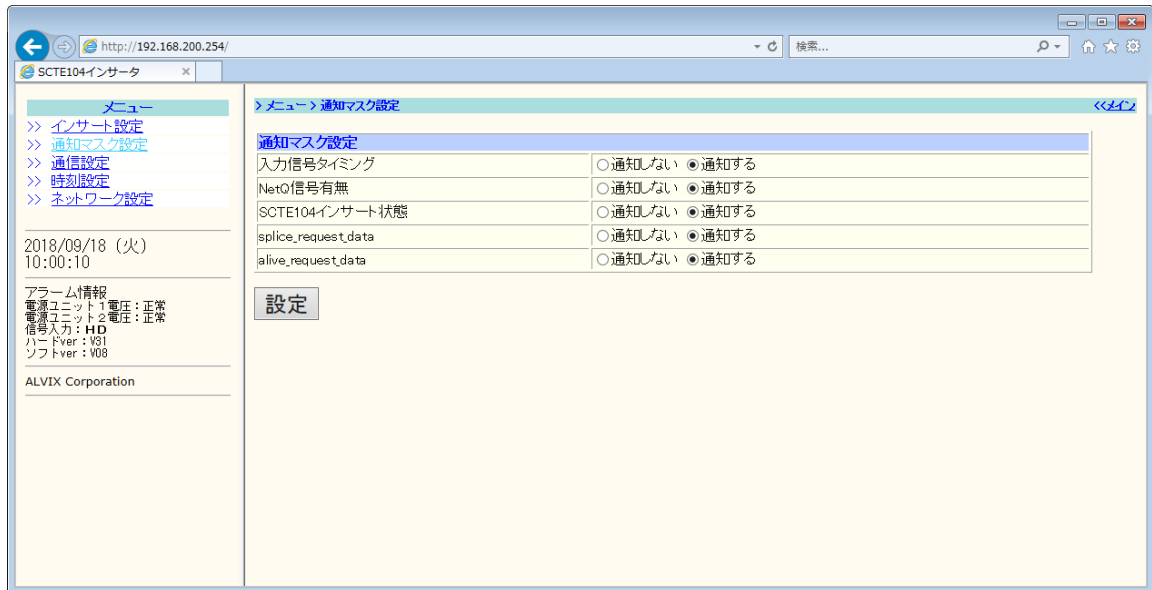 http://192.168.200.254/
検索...
SCTE104インサータ
メニュー
>> インサート設定
>> 通知マスク設定
>> 通信設定
>> 時刻設定
>> ネットワーク設定
2018/09/18 (火)
10:00:10
アラーム情報
電源ユニット1電圧:正常
電源ユニット2電圧:正常
信号入力:HD
ハードver:V31
ソフトver:V08
ALVIX Corporation
> メニュー > 通知マスク設定 <<メイン
通知マスク設定
入力信号タイミング 通知しない 通知する
NetQ信号有無 通知しない 通知する
SCTE104インサート状態 通知しない 通知する
splice_request_data 通知しない 通知する
alive_request_data 通知しない 通知する
設定